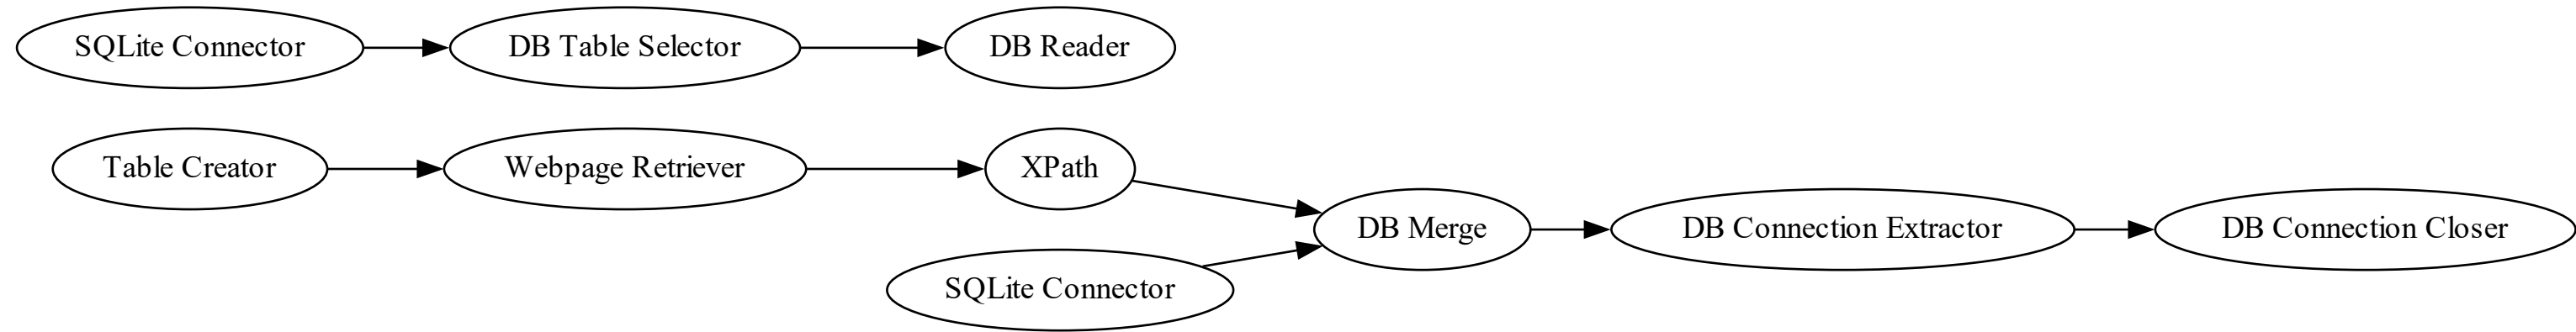 SQLite Connector
DB Table Selector
DB Reader
Table Creator
Webpage Retriever
XPath
DB Merge
DB Connection Extractor
DB Connection Closer
SQLite Connector